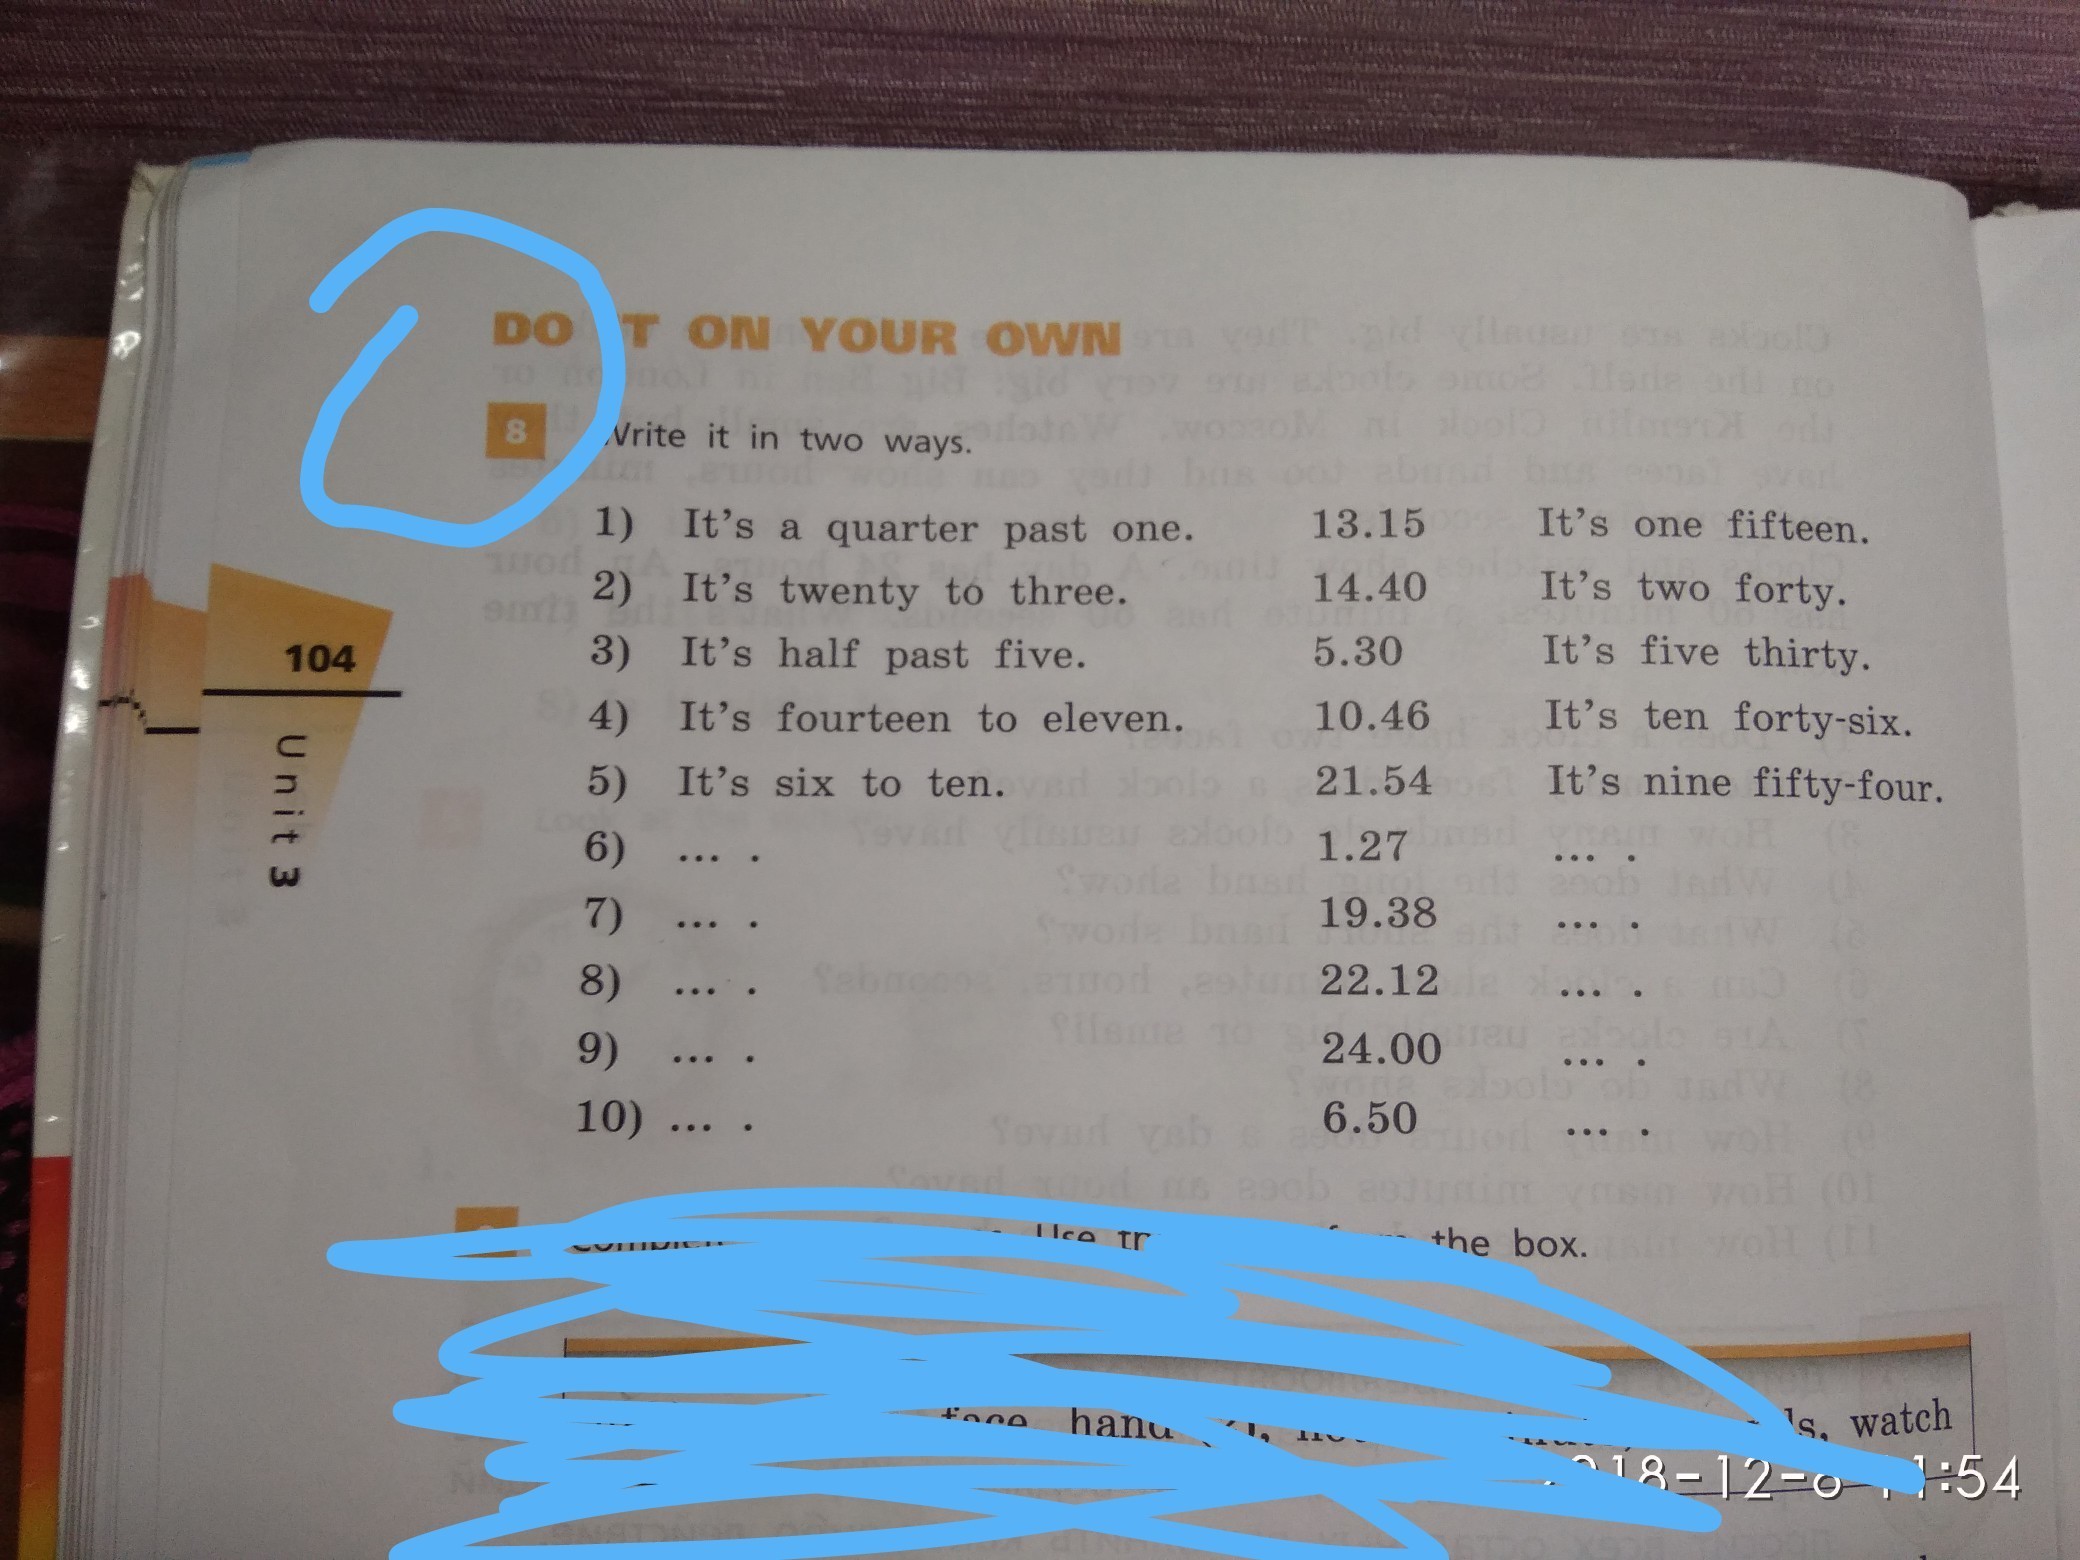 DO IT ON YOUR OWN
8 Write it in two ways.
1) It's a quarter past one. 13.15 It's one fifteen.
2) It's twenty to three. 14.40 It's two forty.
3) It's half past five. 5.30 It's five thirty.
4) It's fourteen to eleven. 10.46 It's ten forty-six.
5) It's six to ten. 21.54 It's nine fifty-four.
6) ... . 1.27 ... .
7) ... . 19.38 ... .
8) ... . 22.12 ... .
9) ... . 24.00 ... .
10) ... . 6.50 ... .
104
Unit 3
Use the box.
face, hand watch